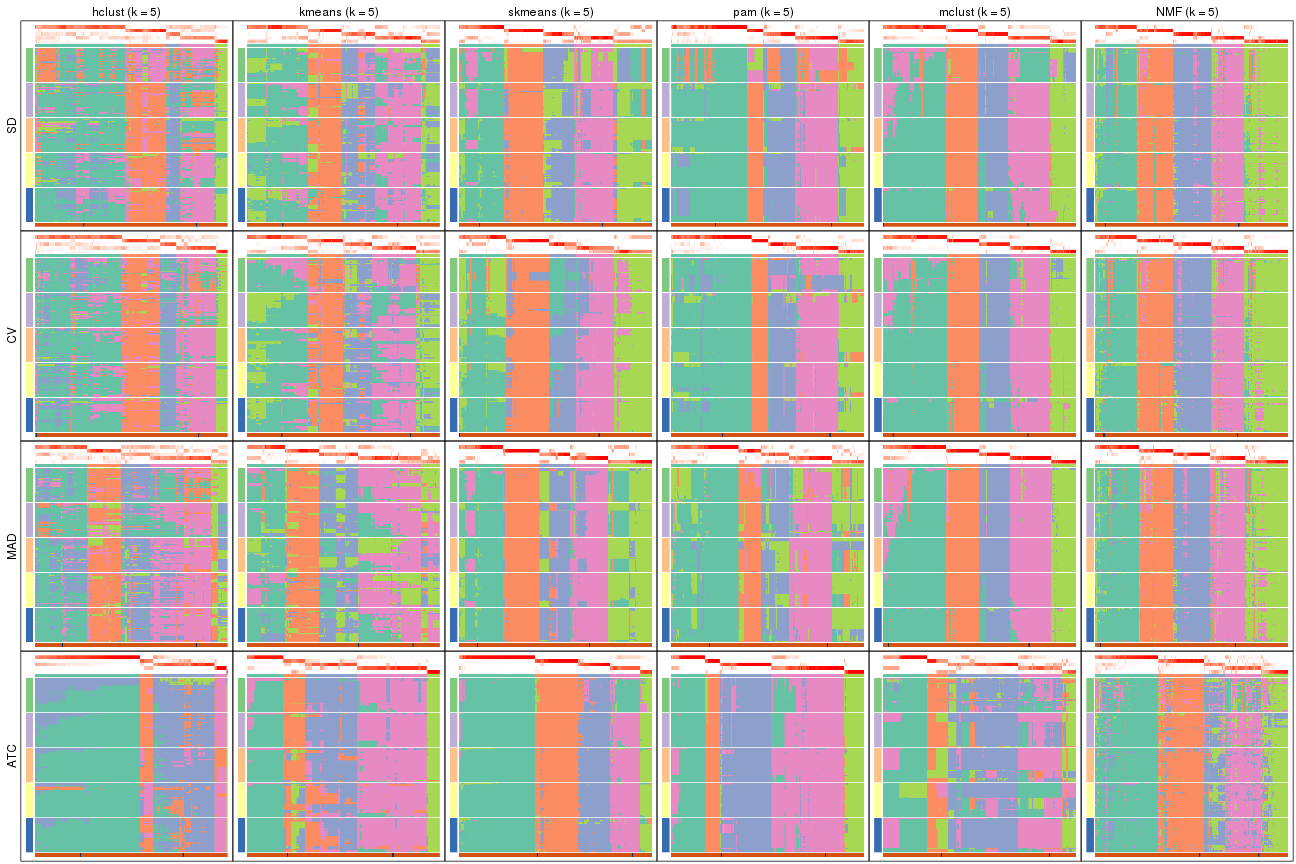 hclust (k = 5) kmeans (k = 5) skmeans (k = 5) pam (k = 5) mclust (k = 5) NMF (k = 5)
SD
CV
MAD
ATC